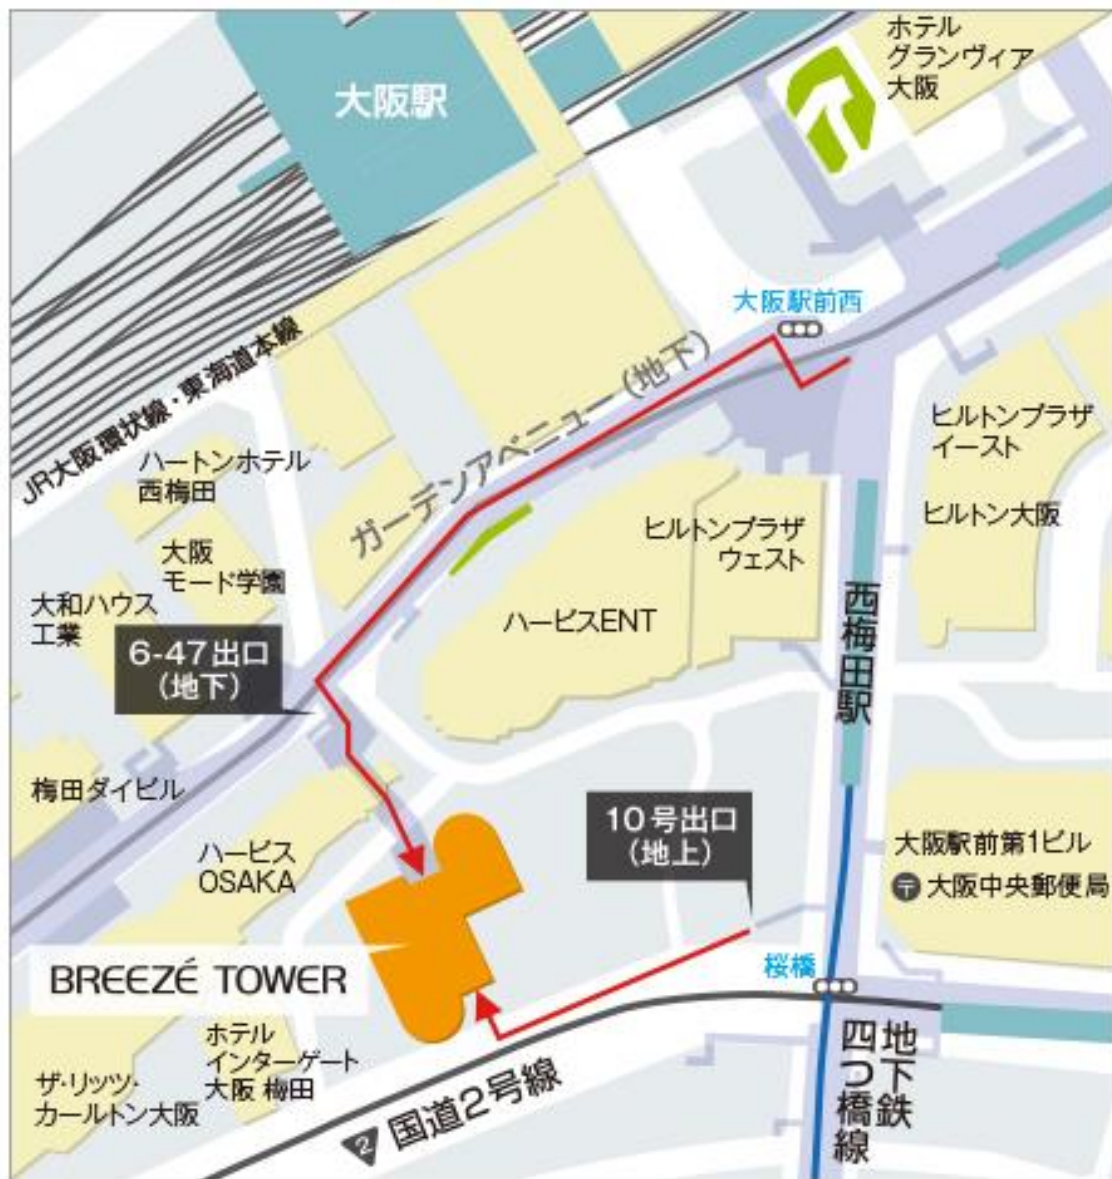 大阪駅
ホテル
グランヴィア
大阪
大阪駅前西
JR大阪環状線・東海道本線
ガーデンアベニュー(地下)
ハートンホテル
西梅田
大阪
モード学園
大和ハウス
工業
6-47出口
(地下)
ヒルトンプラザ
イースト
ヒルトン大阪
ヒルトンプラザ
ウェスト
ハービスENT
西梅田駅
梅田ダイビル
ハービス
OSAKA
10号出口
(地上)
大阪駅前第1ビル
〒大阪中央郵便局
BREEZÉ TOWER
桜橋
ホテル
インターゲート
大阪 梅田
ザ・リッツ・
カールトン大阪
2 国道2号線
地下鉄
四つ橋線